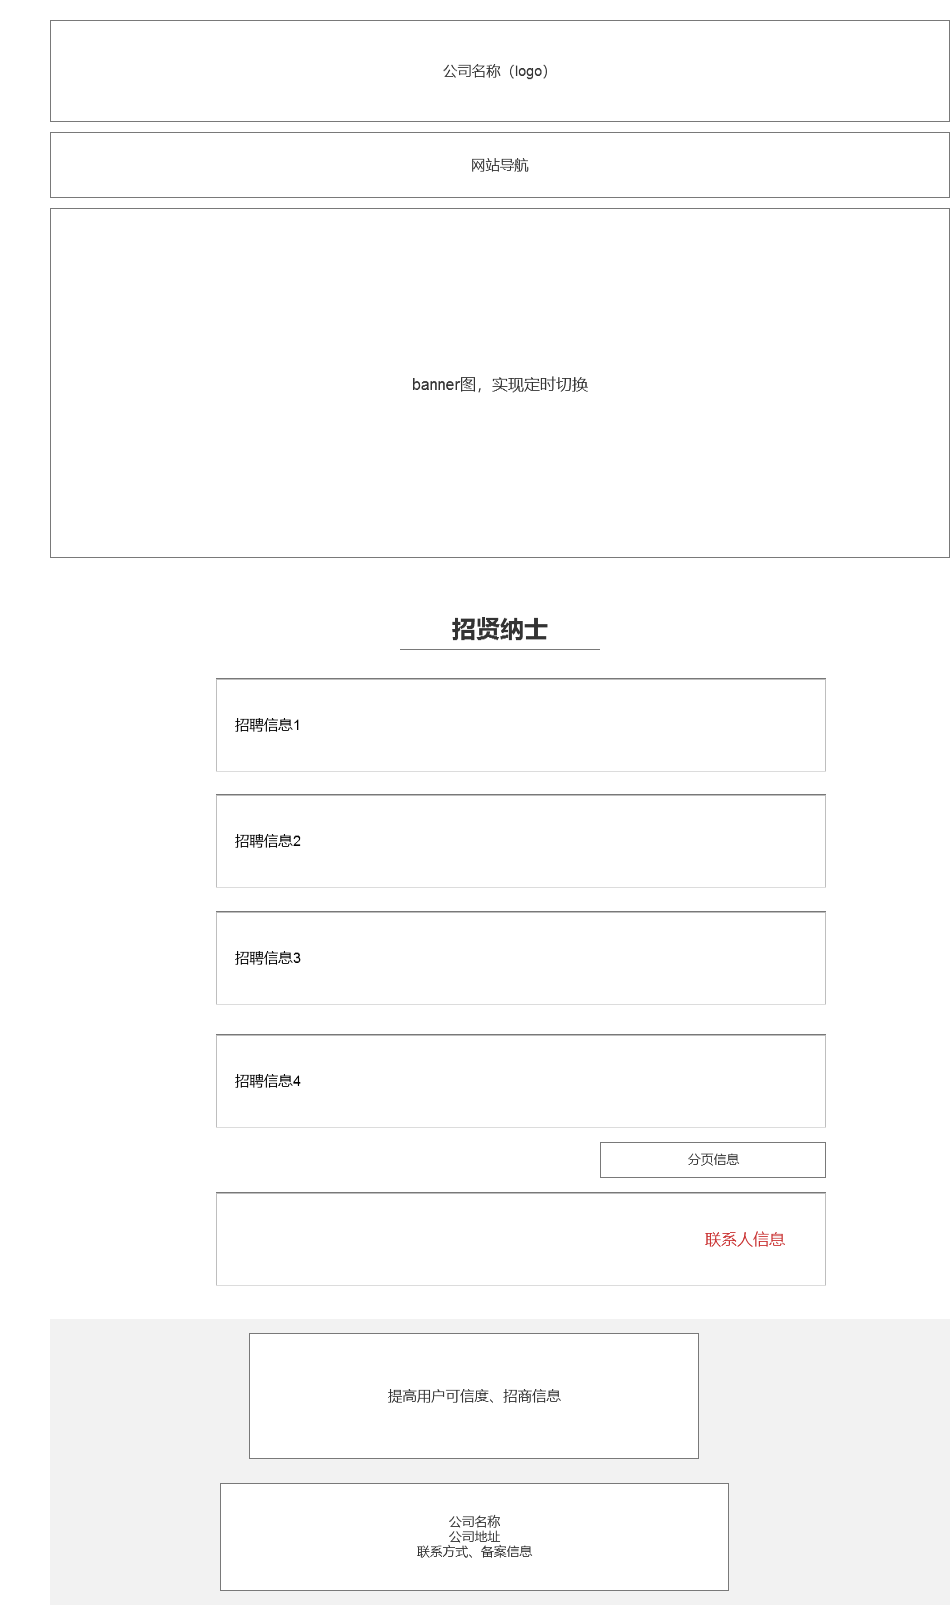 公司名称（logo）
网站导航
banner图，实现定时切换
招贤纳士
招聘信息1
招聘信息2
招聘信息3
招聘信息4
分页信息
联系人信息
提高用户可信度、招商信息
公司名称
公司地址
联系方式、备案信息